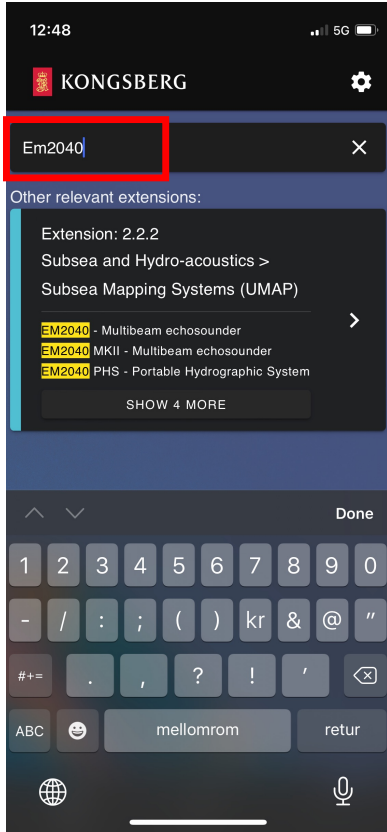 12:48 5G
KONGSBERG
Em2040
Other relevant extensions:
Extension: 2.2.2
Subsea and Hydro-acoustics >
Subsea Mapping Systems (UMAP)
EM2040 - Multibeam echosounder
EM2040 MKII - Multibeam echosounder
EM2040 PHS - Portable Hydrographic System
SHOW 4 MORE
Done
1 2 3 4 5 6 7 8 9 0
- / : ; ( ) kr & @ "
#+= . , ? ! '
ABC mellomrom retur